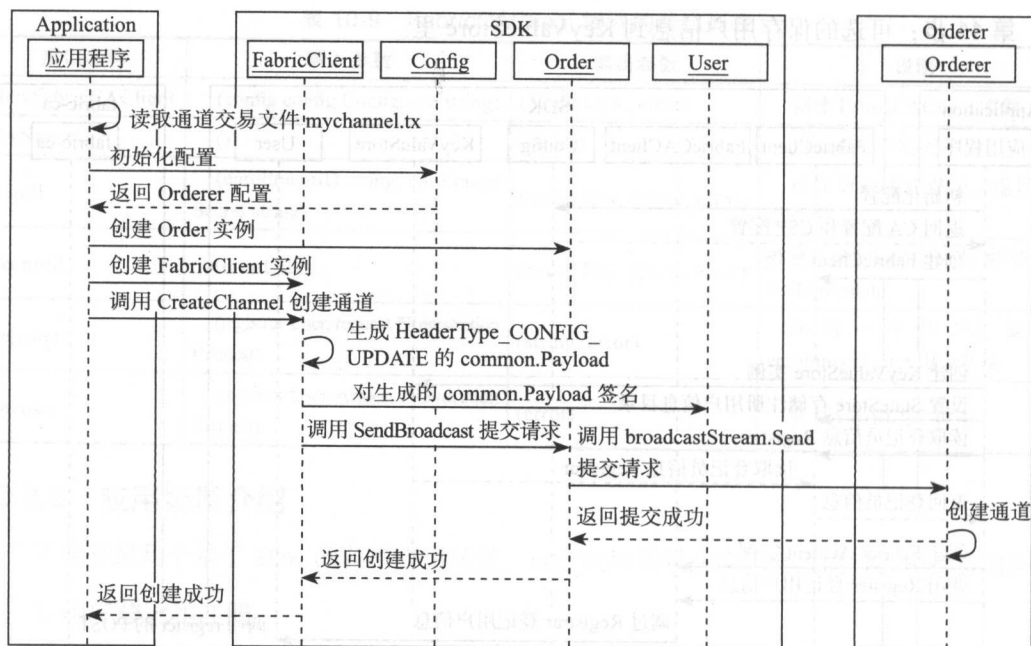 Application
SDK
Orderer
应用程序
FabricClient
Config
Order
User
Orderer
读取通道交易文件 mychannel.tx
初始化配置
返回 Orderer 配置
创建 Order 实例
创建 FabricClient 实例
调用 CreateChannel 创建通道
生成 HeaderType_CONFIG_
UPDATE 的 common.Payload
对生成的 common.Payload 签名
调用 SendBroadcast 提交请求
调用 broadcastStream.Send
提交请求
创建通道
返回提交成功
返回创建成功
返回创建成功